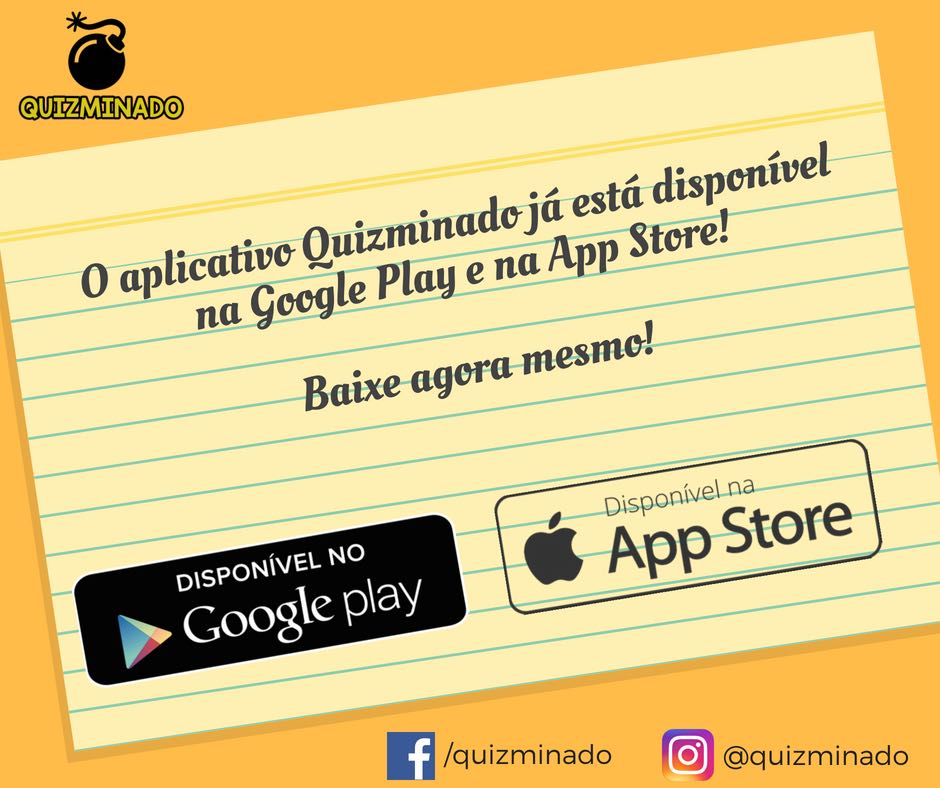 QUIZMINADO
O aplicativo Quizminado já está disponível
na Google Play e na App Store!
Baixe agora mesmo!
DISPONÍVEL NO
Google play
Disponível na
App Store
/quizminado
@quizminado